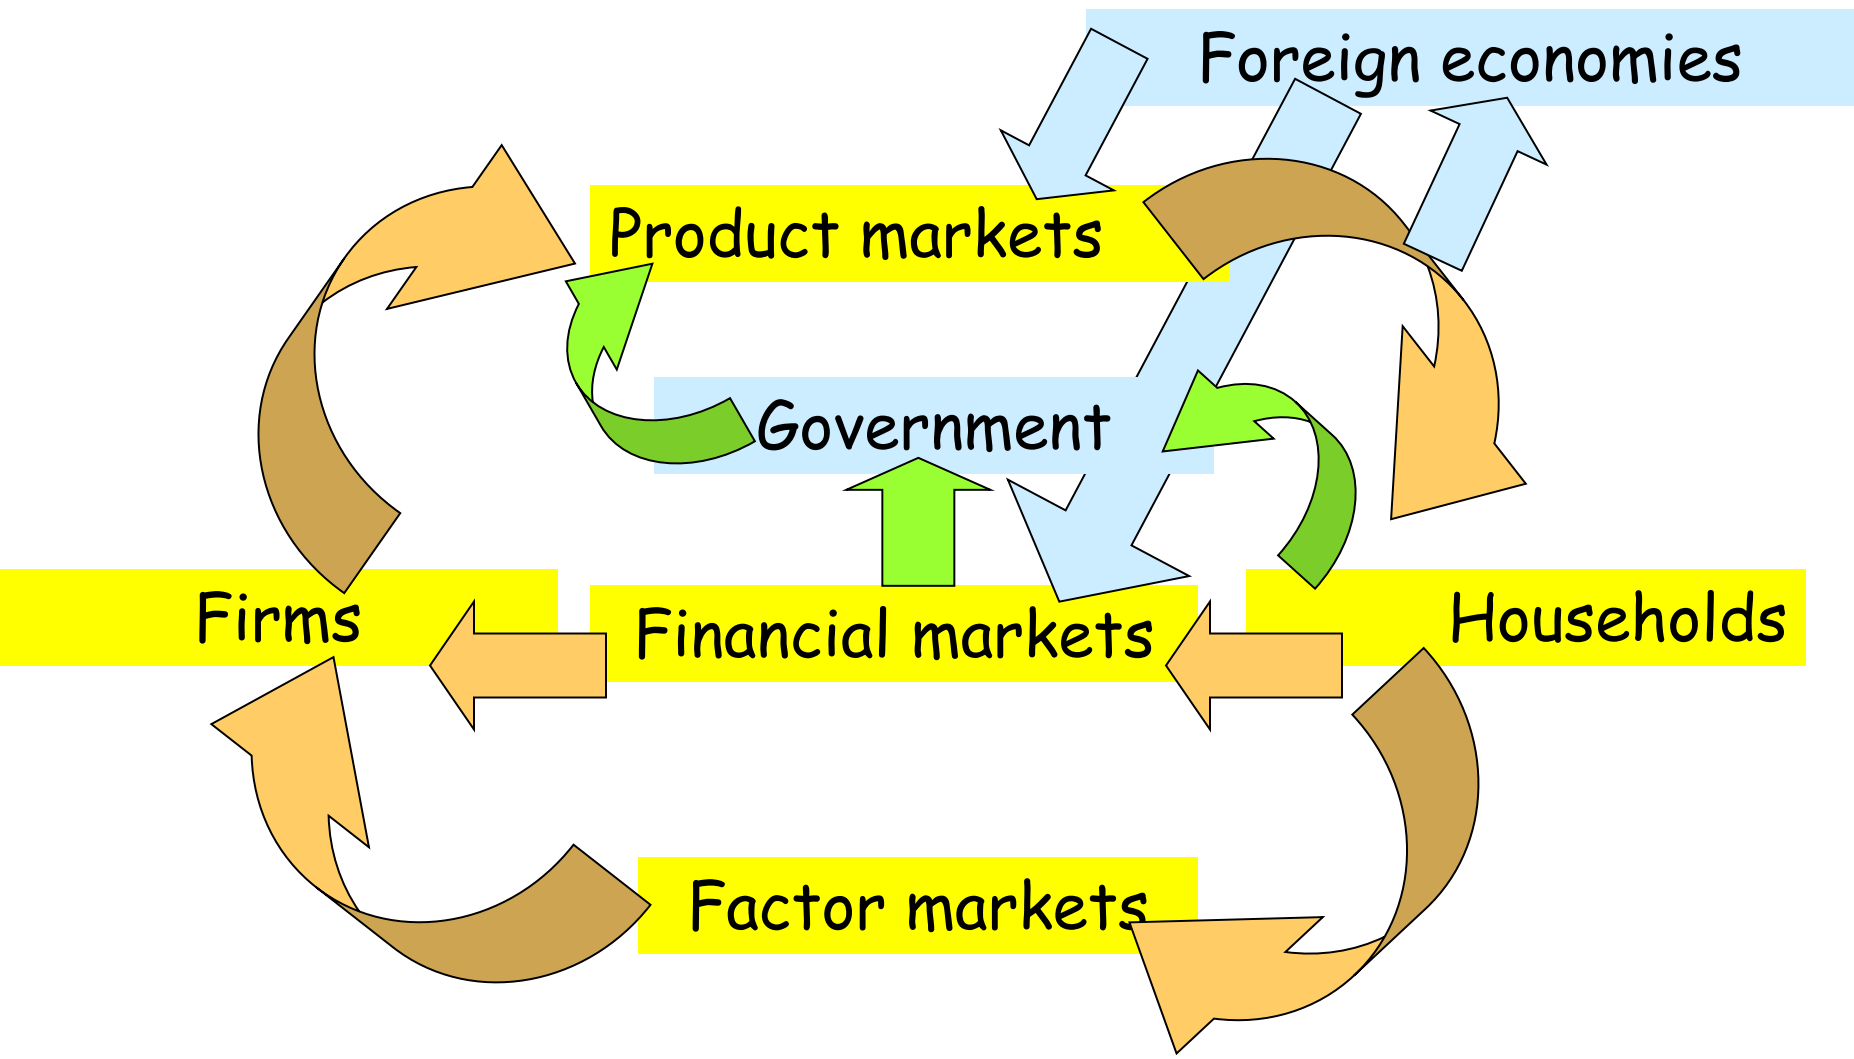 Foreign economies
Product markets
Government
Firms
Financial markets
Households
Factor markets